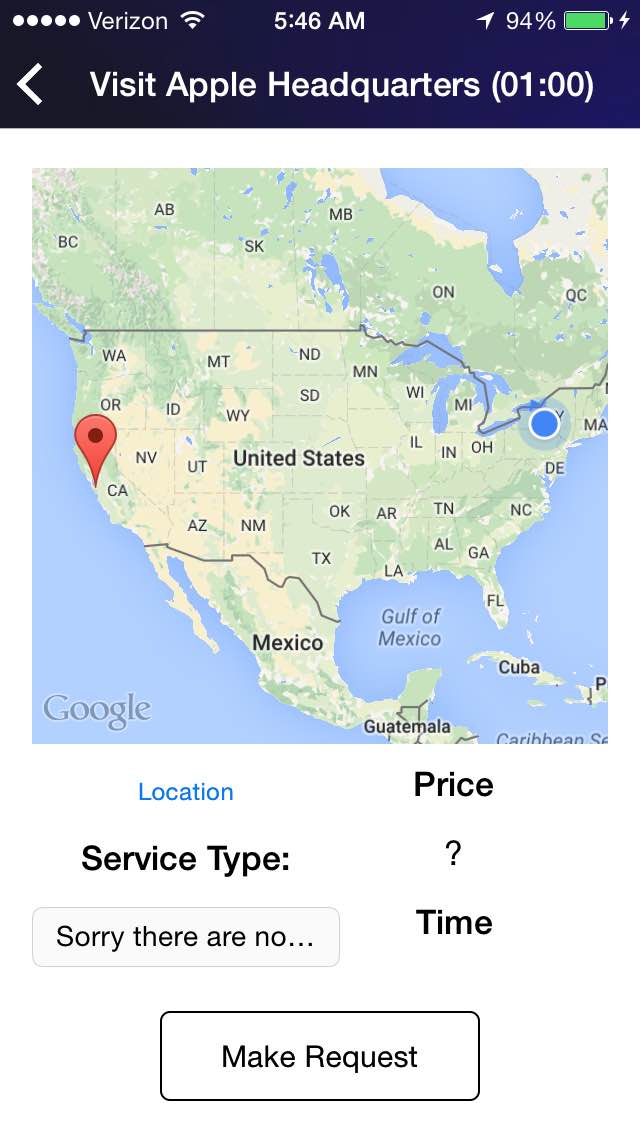 Verizon 5:46 AM 94%
Visit Apple Headquarters (01:00)
AB
MB
BC
SK
ON
QC
WA
MT
ND
MN
OR
ID
SD
WI
MI
WY
MA
NV
UT
United States
IL
IN
OH
DE
CA
OK
AR
TN
NC
AZ
NM
AL
GA
TX
LA
FL
Gulf of
Mexico
Mexico
Cuba
Google
Guatemala
Caribbean Se
Location
Price
Service Type:
?
Sorry there are no...
Time
Make Request